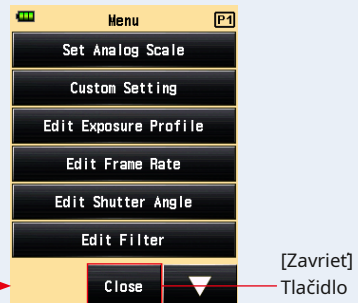 Menu P1
Set Analog Scale
Custom Setting
Edit Exposure Profile
Edit Frame Rate
Edit Shutter Angle
Edit Filter
Close
[Zavrieť]
Tlačidlo